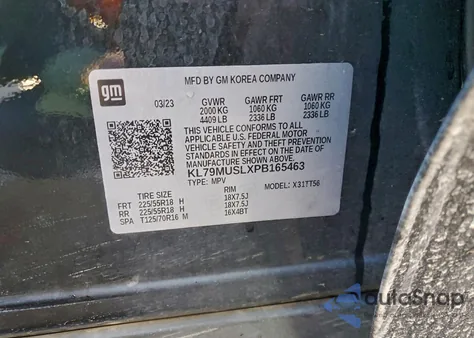 gm
MFD BY GM KOREA COMPANY
03/23 GVWR GAWR FRT GAWR RR
2000 KG 1060 KG 1060 KG
4409 LB 2336 LB 2336 LB
THIS VEHICLE CONFORMS TO ALL
APPLICABLE U.S. FEDERAL MOTOR
VEHICLE SAFETY AND THEFT
PREVENTION STANDARDS IN
EFFECT ON THE DATE OF
MANUFACTURE SHOWN ABOVE.
KL79MUSLXPB165463
TYPE: MPV MODEL: X31TT56
TIRE SIZE RIM
FRT 225/55R18 H 18X7.5J
RR 225/55R18 H 18X7.5J
SPA T125/70R16 M 16X4BT
autoSnap